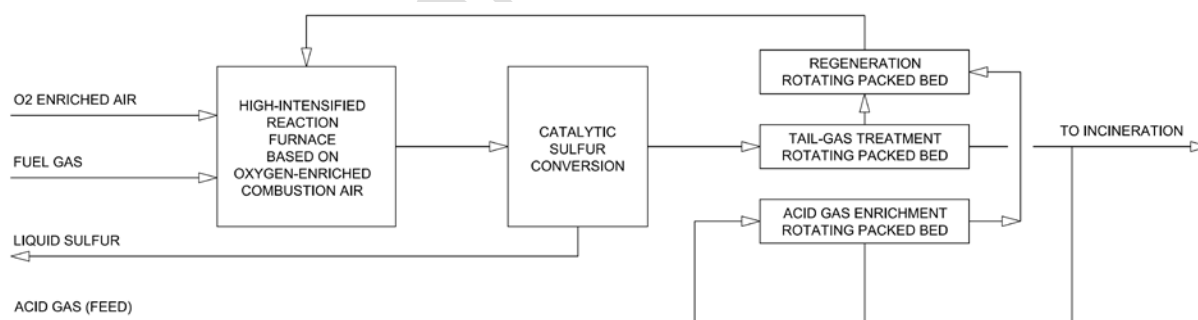 REGENERATION
ROTATING PACKED BED
O2 ENRICHED AIR
HIGH-INTENSIFIED
REACTION
FURNACE
BASED ON
OXYGEN-ENRICHED
COMBUSTION AIR
CATALYTIC
SULFUR
CONVERSION
TAIL-GAS TREATMENT
ROTATING PACKED BED
TO INCINERATION
FUEL GAS
ACID GAS ENRICHMENT
ROTATING PACKED BED
LIQUID SULFUR
ACID GAS (FEED)